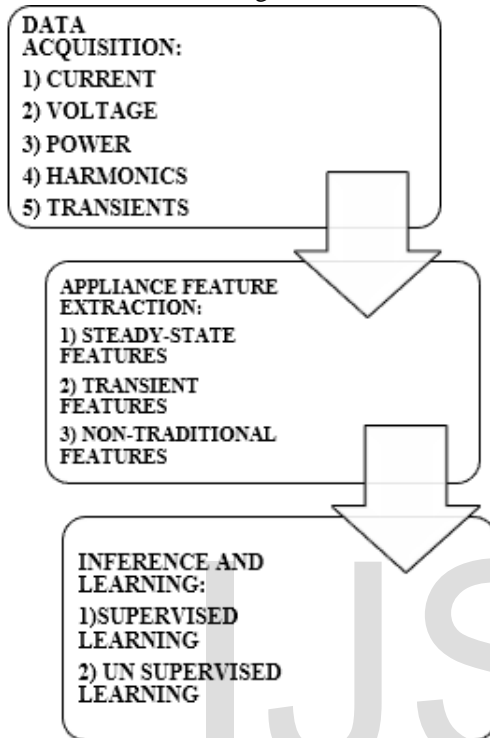 DATA
ACQUISITION:
1) CURRENT
2) VOLTAGE
3) POWER
4) HARMONICS
5) TRANSIENTS
APPLIANCE FEATURE
EXTRACTION:
1) STEADY-STATE
FEATURES
2) TRANSIENT
FEATURES
3) NON-TRADITIONAL
FEATURES
INFERENCE AND
LEARNING:
1)SUPERVISED
LEARNING
2) UN SUPERVISED
LEARNING
IJS